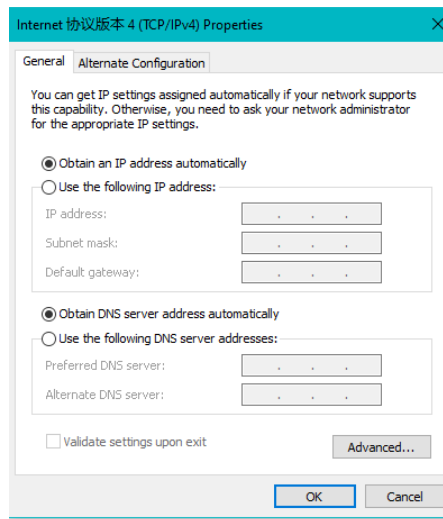 Internet 协议版本 4 (TCP/IPv4) Properties
General Alternate Configuration
You can get IP settings assigned automatically if your network supports
this capability. Otherwise, you need to ask your network administrator
for the appropriate IP settings.
Obtain an IP address automatically
Use the following IP address:
IP address:
Subnet mask:
Default gateway:
Obtain DNS server address automatically
Use the following DNS server addresses:
Preferred DNS server:
Alternate DNS server:
Validate settings upon exit
Advanced...
OK Cancel